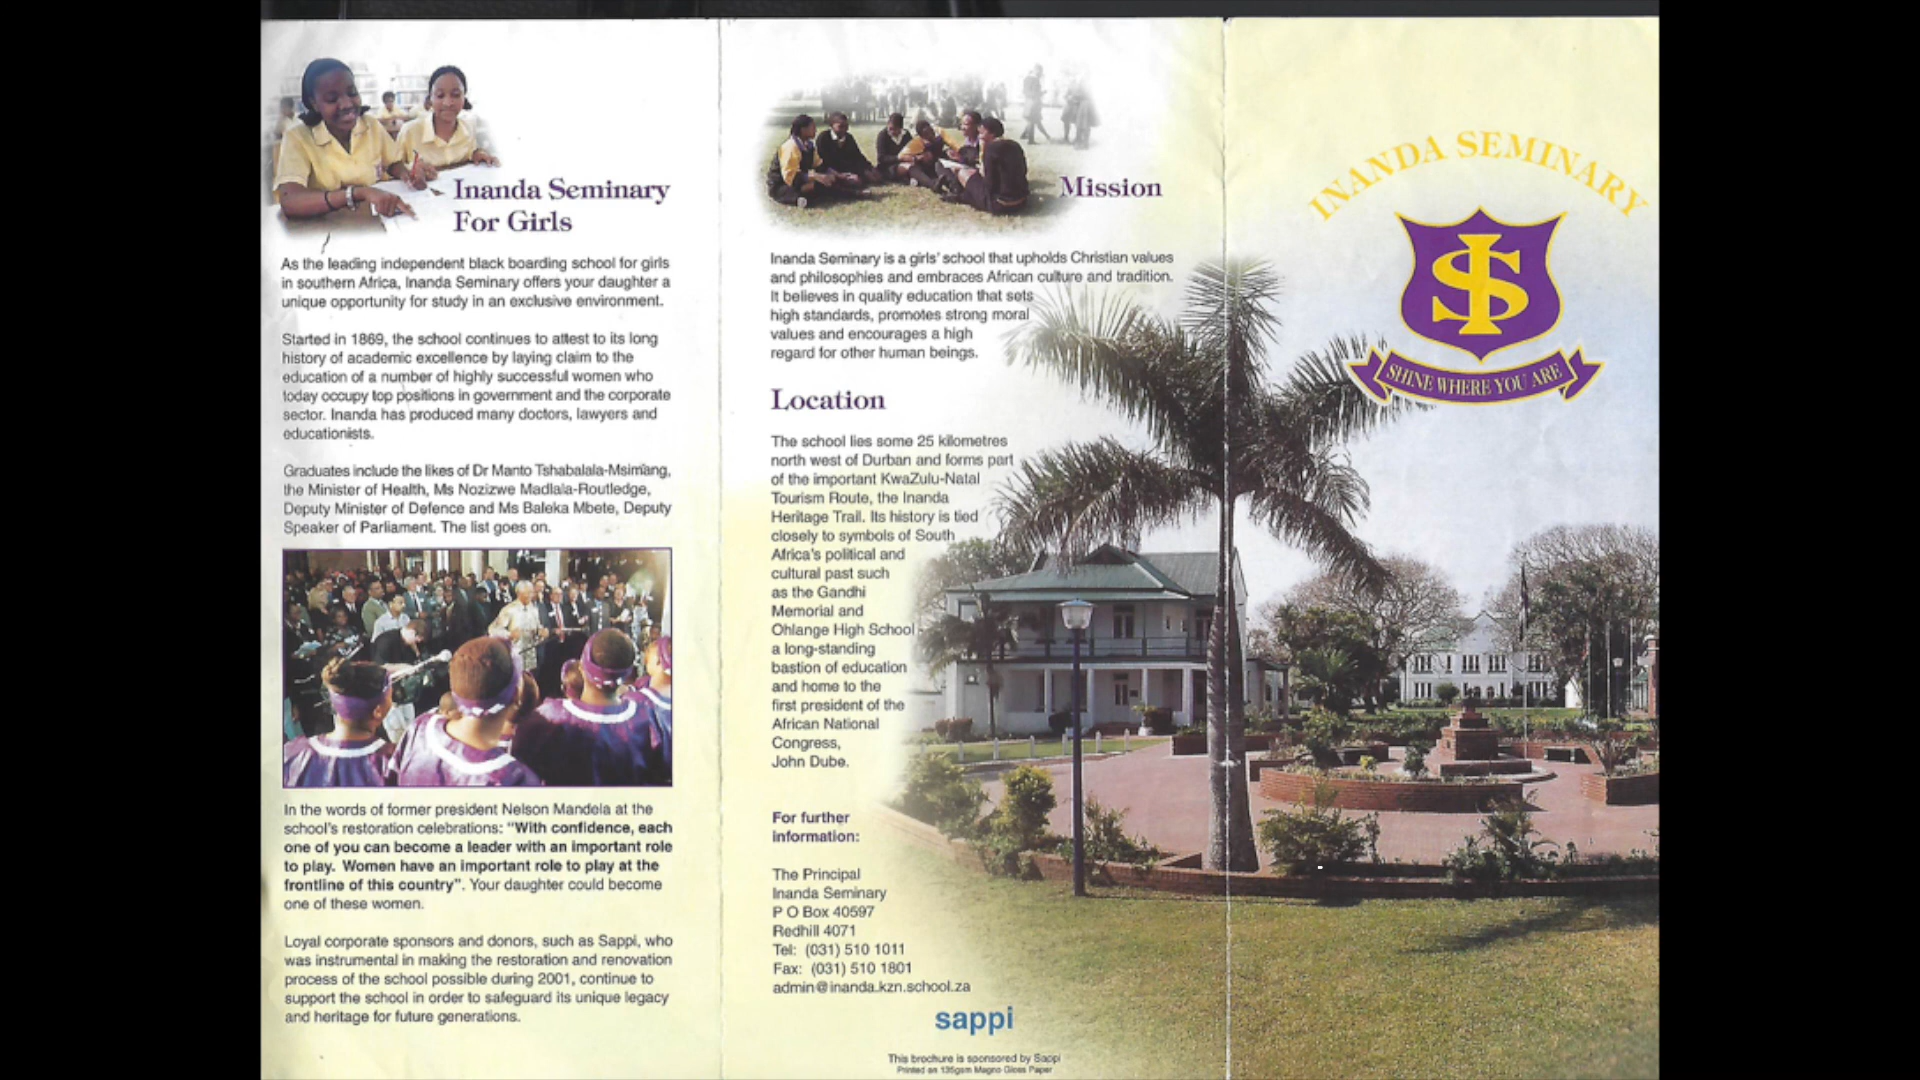 Inanda Seminary
For Girls
As the leading independent black boarding school for girls
in southern Africa, Inanda Seminary offers your daughter a
unique opportunity for study in an exclusive environment.
Started in 1869, the school continues to attest to its long
history of academic excellence by laying claim to the
education of a number of highly successful women who
today occupy top positions in government and the corporate
sector. Inanda has produced many doctors, lawyers and
educationists.
Graduates include the likes of Dr Manto Tshabalala-Msimang,
the Minister of Health, Ms Nozizwe Madlala-Routledge,
Deputy Minister of Defence and Ms Baleka Mbete, Deputy
Speaker of Parliament. The list goes on.
In the words of former president Nelson Mandela at the
school's restoration celebrations: "With confidence, each
one of you can become a leader with an important role
to play. Women have an important role to play at the
frontline of this country". Your daughter could become
one of these women.
Loyal corporate sponsors and donors, such as Sappi, who
was instrumental in making the restoration and renovation
process of the school possible during 2001, continue to
support the school in order to safeguard its unique legacy
and heritage for future generations.
Mission
Inanda Seminary is a girls' school that upholds Christian values
and philosophies and embraces African culture and tradition.
It believes in quality education that sets
high standards, promotes strong moral
values and encourages a high
regard for other human beings.
Location
The school lies some 25 kilometres
north west of Durban and forms part
of the important KwaZulu-Natal
Tourism Route, the Inanda
Heritage Trail. Its history is tied
closely to symbols of South
Africa's political and
cultural past such
as the Gandhi
Memorial and
Ohlange High School -
a long-standing
bastion of education
and home to the
first president of the
African National
Congress,
John Dube.
For further
information:
The Principal
Inanda Seminary
P O Box 40597
Redhill 4071
Tel: (031) 510 1011
Fax: (031) 510 1801
admin@inanda.kzn.school.za
sappi
This brochure is sponsored by Sappi
Printed on 135gsm Magno Gloss Paper
INANDA SEMINARY
IS
SHINE WHERE YOU ARE